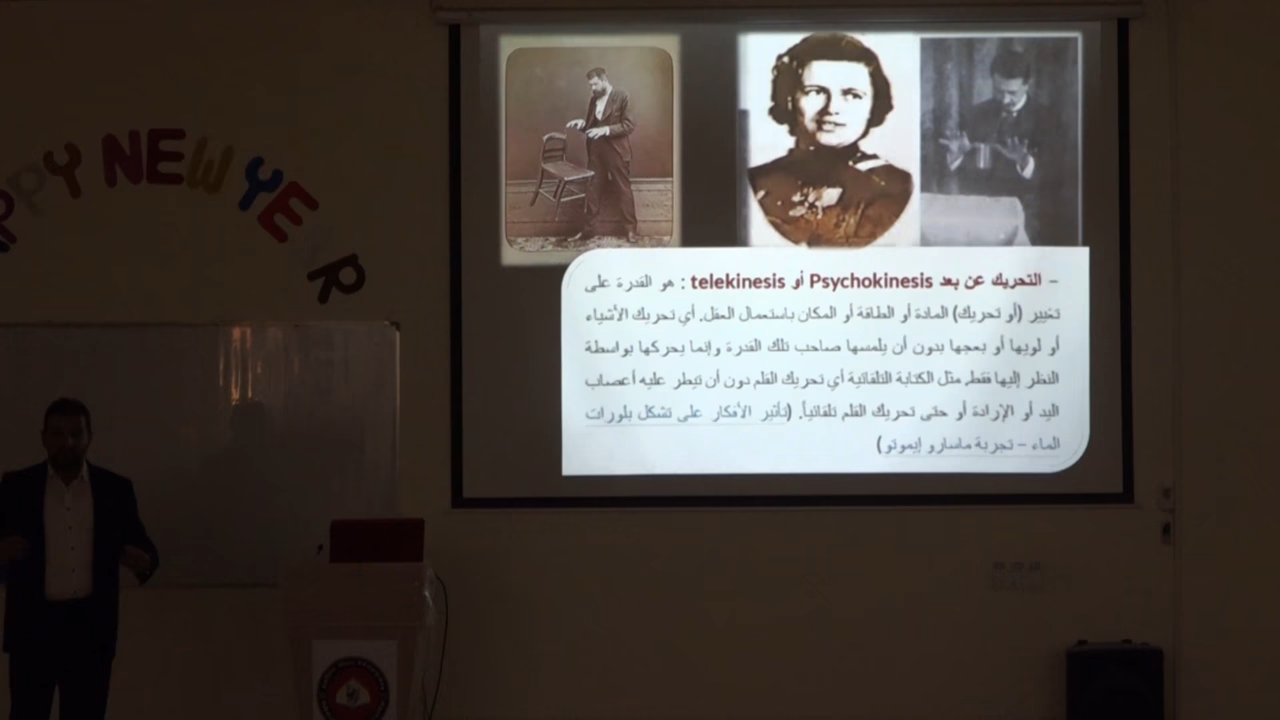 HAPPY NEW YEAR
– التحريك عن بعد Psychokinesis أو telekinesis : هو القدرة على
تغيير (أو تحريك) المادة أو الطاقة أو المكان باستعمال العقل. أي تحريك الأشياء
أو لويها أو بعجها بدون أن يلمسها صاحب تلك القدرة وإنما يحركها بواسطة
النظر إليها فقط. مثل الكتابة التلقائية أي تحريك القلم دون أن تيطر عليه أعصاب
اليد أو الإرادة أو حتى تحريك القلم تلقائياً. (تأثير الأفكار على تشكل بلورات
الماء – تجربة ماسارو إيموتو)